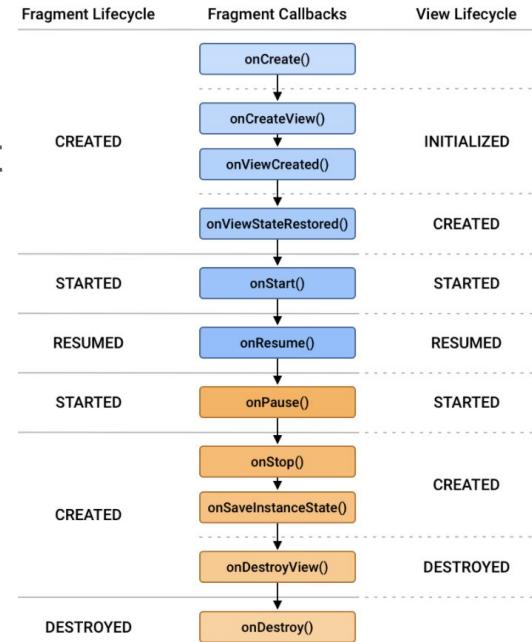 Fragment Lifecycle Fragment Callbacks View Lifecycle
onCreate()
onCreateView()
CREATED INITIALIZED
onViewCreated()
onViewStateRestored() CREATED
STARTED onStart() STARTED
RESUMED onResume() RESUMED
STARTED onPause() STARTED
onStop()
CREATED
onSaveInstanceState()
CREATED
onDestroyView() DESTROYED
DESTROYED onDestroy()